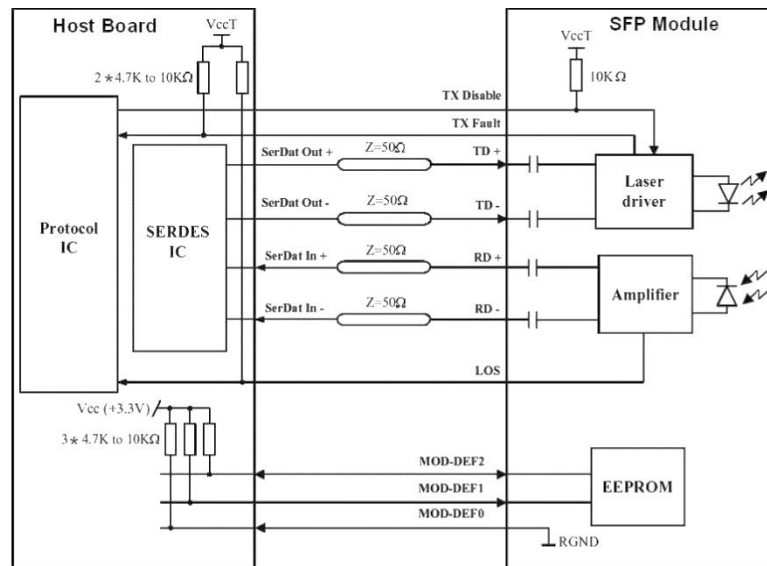 Host Board
VccT
2∗4.7K to 10KΩ
SFP Module
VccT
10KΩ
TX Disable
TX Fault
SerDat Out +
Z=50Ω
TD +
SerDat Out -
Z=50Ω
TD -
SerDat In +
Z=50Ω
RD +
SerDat In -
Z=50Ω
RD -
Protocol
IC
SERDES
IC
Laser
driver
Amplifier
LOS
Vcc (+3.3V)
3∗4.7K to 10KΩ
MOD-DEF2
MOD-DEF1
MOD-DEF0
EEPROM
RGND